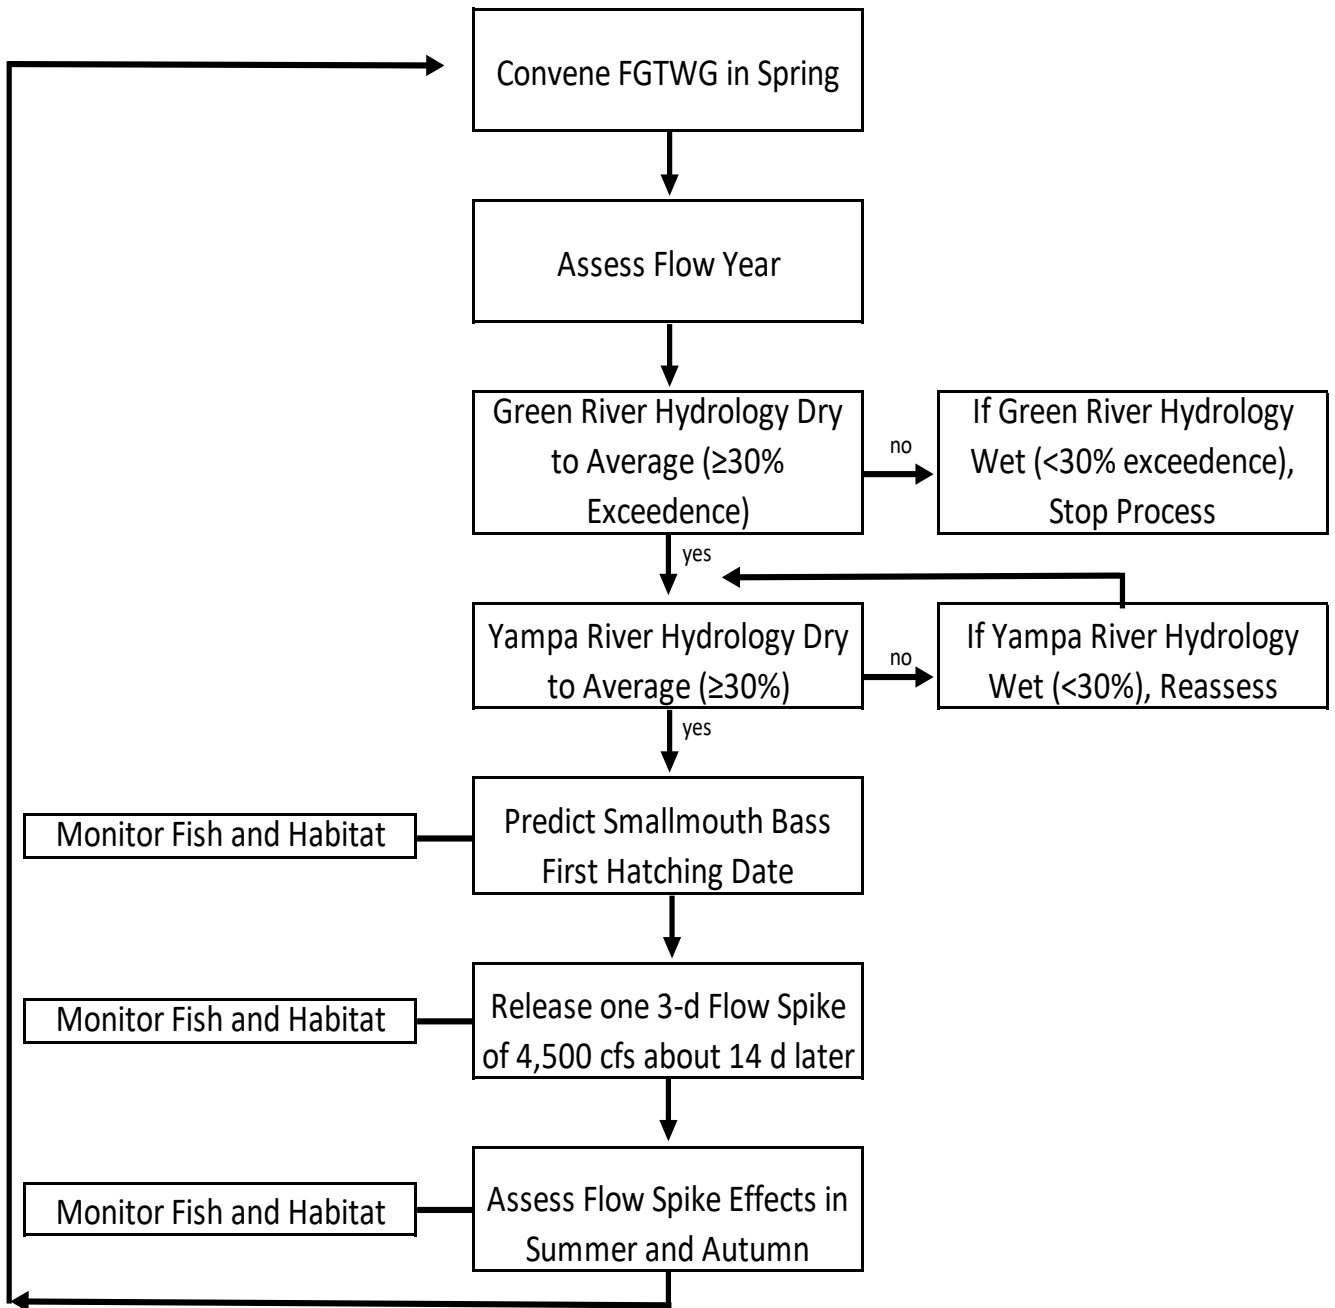 Convene FGTWG in Spring
Assess Flow Year
Green River Hydrology Dry
to Average (≥30%
Exceedence)
no
If Green River Hydrology
Wet (<30% exceedence),
Stop Process
yes
Yampa River Hydrology Dry
to Average (≥30%)
no
If Yampa River Hydrology
Wet (<30%), Reassess
yes
Monitor Fish and Habitat
Predict Smallmouth Bass
First Hatching Date
Monitor Fish and Habitat
Release one 3-d Flow Spike
of 4,500 cfs about 14 d later
Monitor Fish and Habitat
Assess Flow Spike Effects in
Summer and Autumn